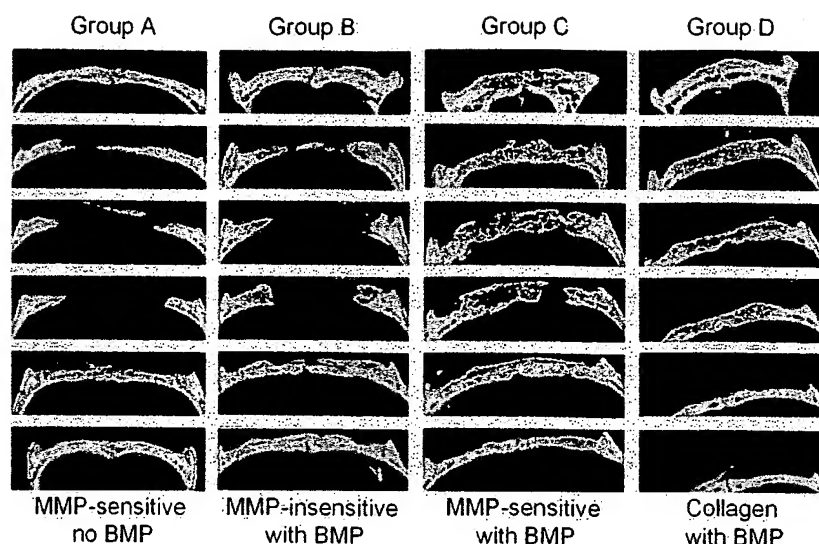 Group A Group B Group C Group D
MMP-sensitive MMP-insensitive MMP-sensitive Collagen
no BMP with BMP with BMP with BMP